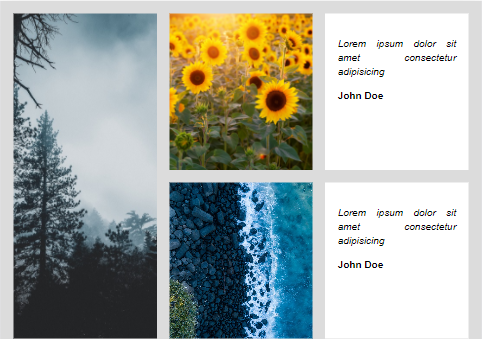 Lorem ipsum dolor sit
amet consectetur
adipisicing
John Doe
Lorem ipsum dolor sit
amet consectetur
adipisicing
John Doe